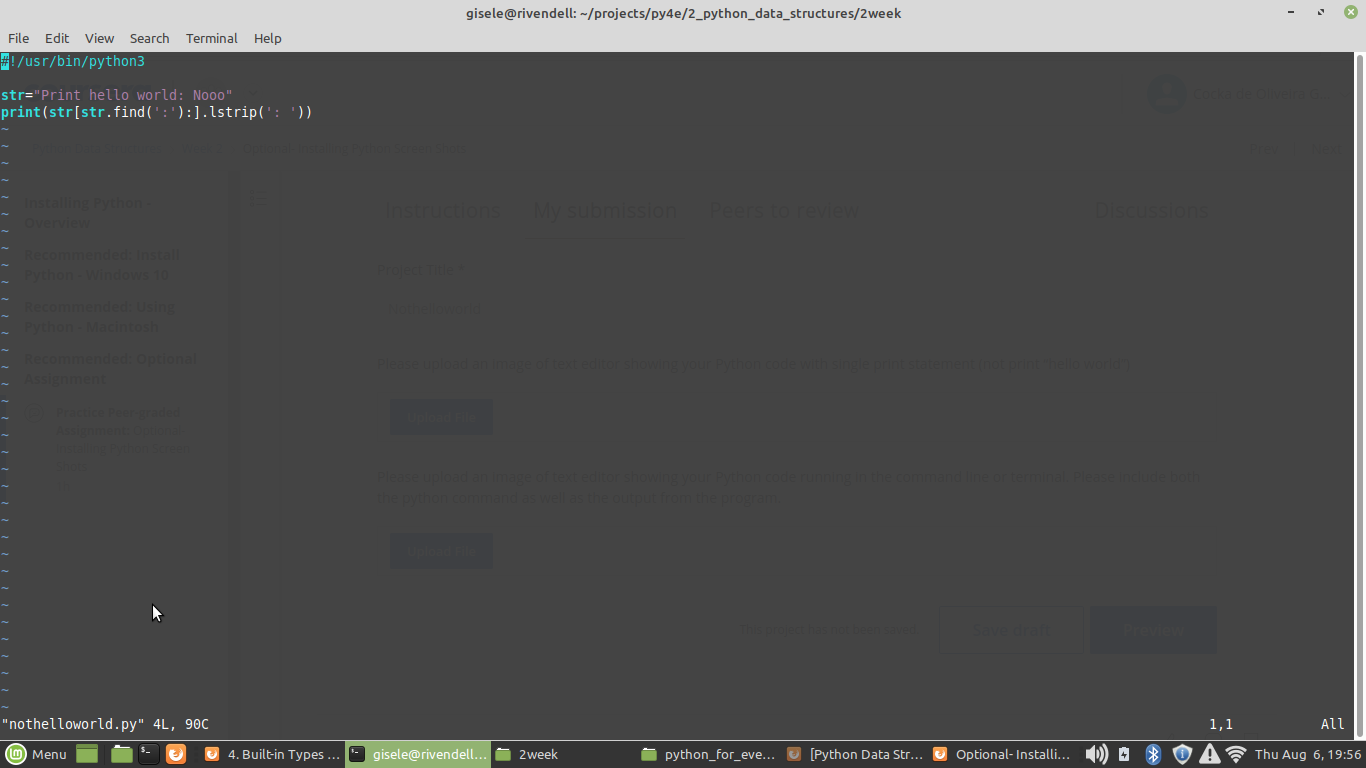 gisele@rivendell: ~/projects/py4e/2_python_data_structures/2week
File Edit View Search Terminal Help
#!/usr/bin/python3
str="Print hello world: Nooo"
print(str[str.find(':'):].lstrip(': '))
Installing Python -
Overview
Recommended: Install
Python - Windows 10
Recommended: Using
Python - Macintosh
Recommended: Optional
Assignment
Practice Peer-graded
Assignment: Optional-
Installing Python Screen
Shots
Instructions My submission Peers to review Discussions
Project Title *
Please upload an image of text editor showing your Python code with single print statement (not print "hello world").
Upload File
Please upload an image of text editor showing your Python code running in the command line or terminal. Please include both
the python command as well as the output from the program.
Upload File
Save draft Preview
"nothelloworld.py" 4L, 90C 1,1 All
Menu 4. Built-in Types ... gisele@rivendell:... 2week python_for_eve... [Python Data Str... Optional- Installi... Thu Aug 6, 19:56